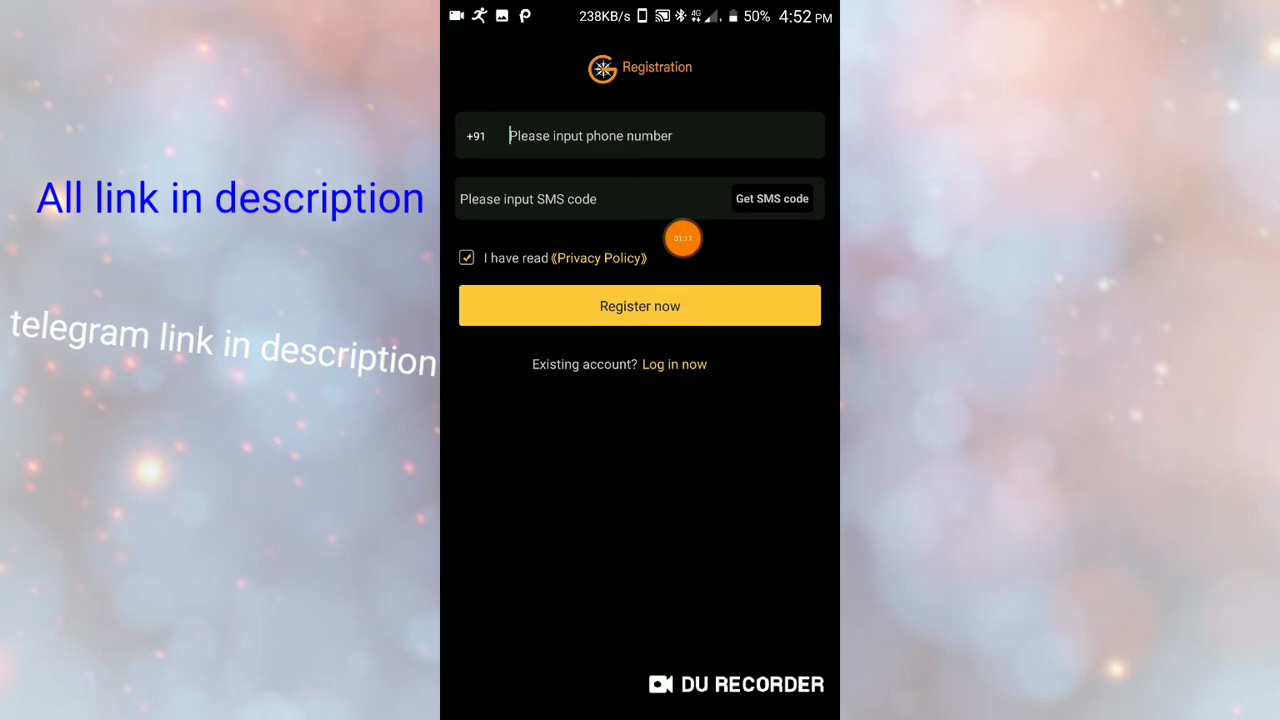 238KB/s 4G 50% 4:52 PM
Registration
+91 Please input phone number
All link in description
Please input SMS code Get SMS code
01:17
I have read《Privacy Policy》
Register now
telegram link in description
Existing account? Log in now
DU RECORDER